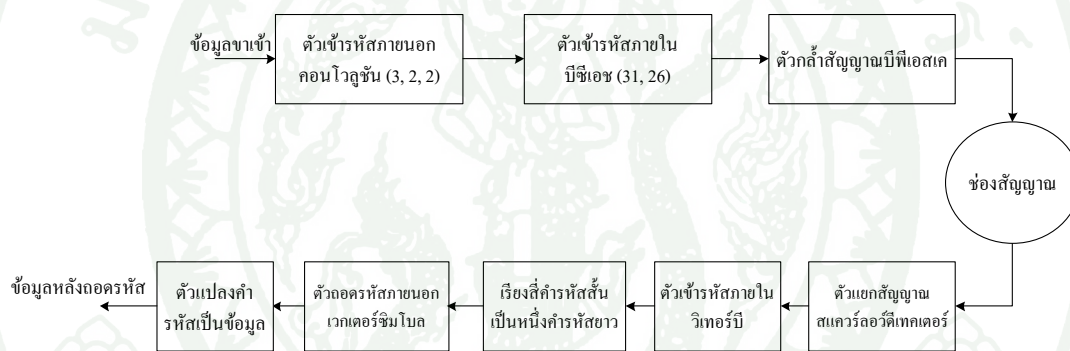 ข้อมูลขาเข้า
ตัวเข้ารหัสภายนอก
คอนโวลูชัน (3, 2, 2)
ตัวเข้ารหัสภายใน
บีซีเอช (31, 26)
ตัวกล้ำสัญญาณบีพีเอสเค
ช่องสัญญาณ
ข้อมูลหลังถอดรหัส
ตัวแปลงคำ
รหัสเป็นข้อมูล
ตัวถอดรหัสภายนอก
เวกเตอร์ซิมโบล
เรียงสี่คำรหัสสั้น
เป็นหนึ่งคำรหัสยาว
ตัวเข้ารหัสภายใน
วิเทอร์บี
ตัวแยกสัญญาณ
สแควร์ลอว์ดีเทคเตอร์